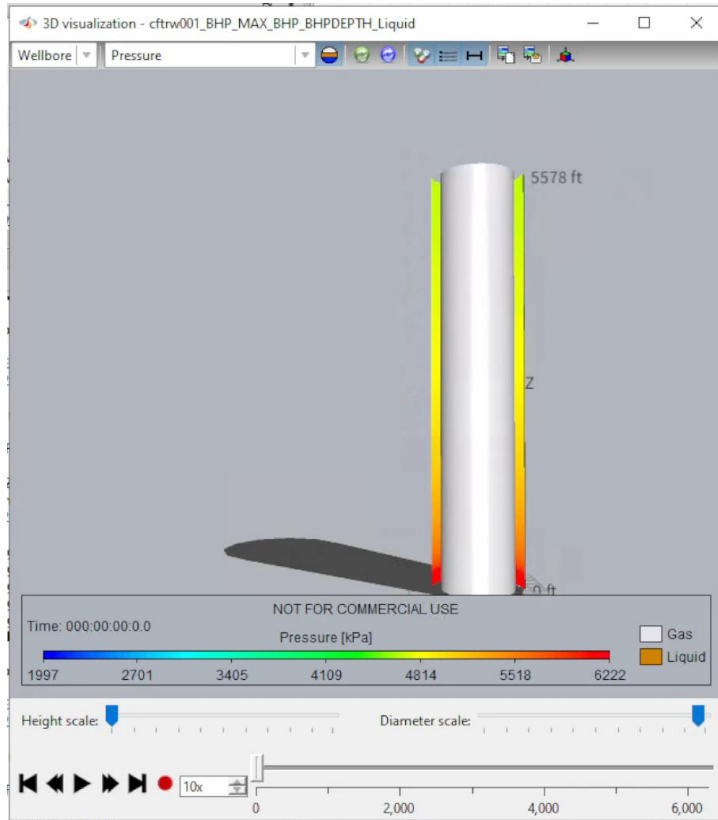 3D visualization - cftrw001_BHP_MAX_BHP_BHPDEPTH_Liquid
Wellbore Pressure
5578 ft
Z
0 ft
NOT FOR COMMERCIAL USE
Time: 000:00:00:0.0
Pressure [kPa]
Gas
Liquid
1997 2701 3405 4109 4814 5518 6222
Height scale: Diameter scale:
10x
0 2,000 4,000 6,000